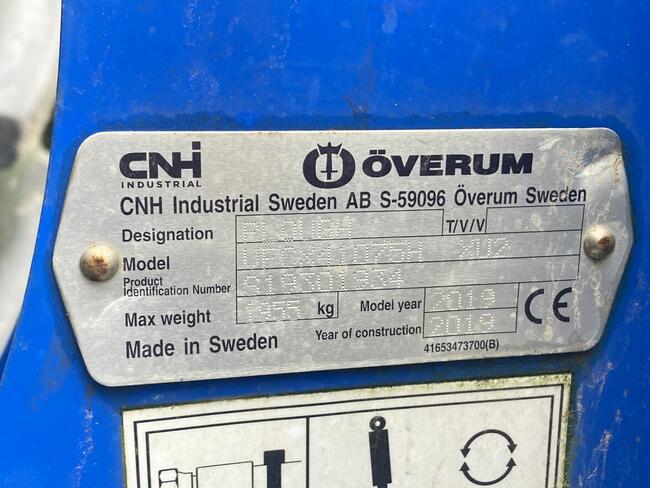 CNH
INDUSTRIAL
ÖVERUM
CNH Industrial Sweden AB S-59096 Överum Sweden
Designation T/V/V
Model XU2
Product
Identification Number
Max weight kg Model year 2019
Year of construction 2019
Made in Sweden 41653473700(B)
CE